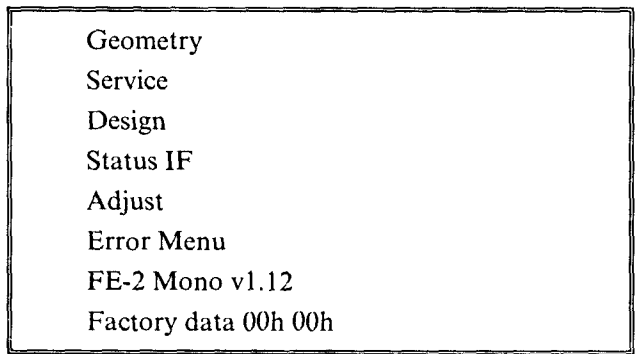 Geometry
Service
Design
Status IF
Adjust
Error Menu
FE-2 Mono v1.12
Factory data 00h 00h